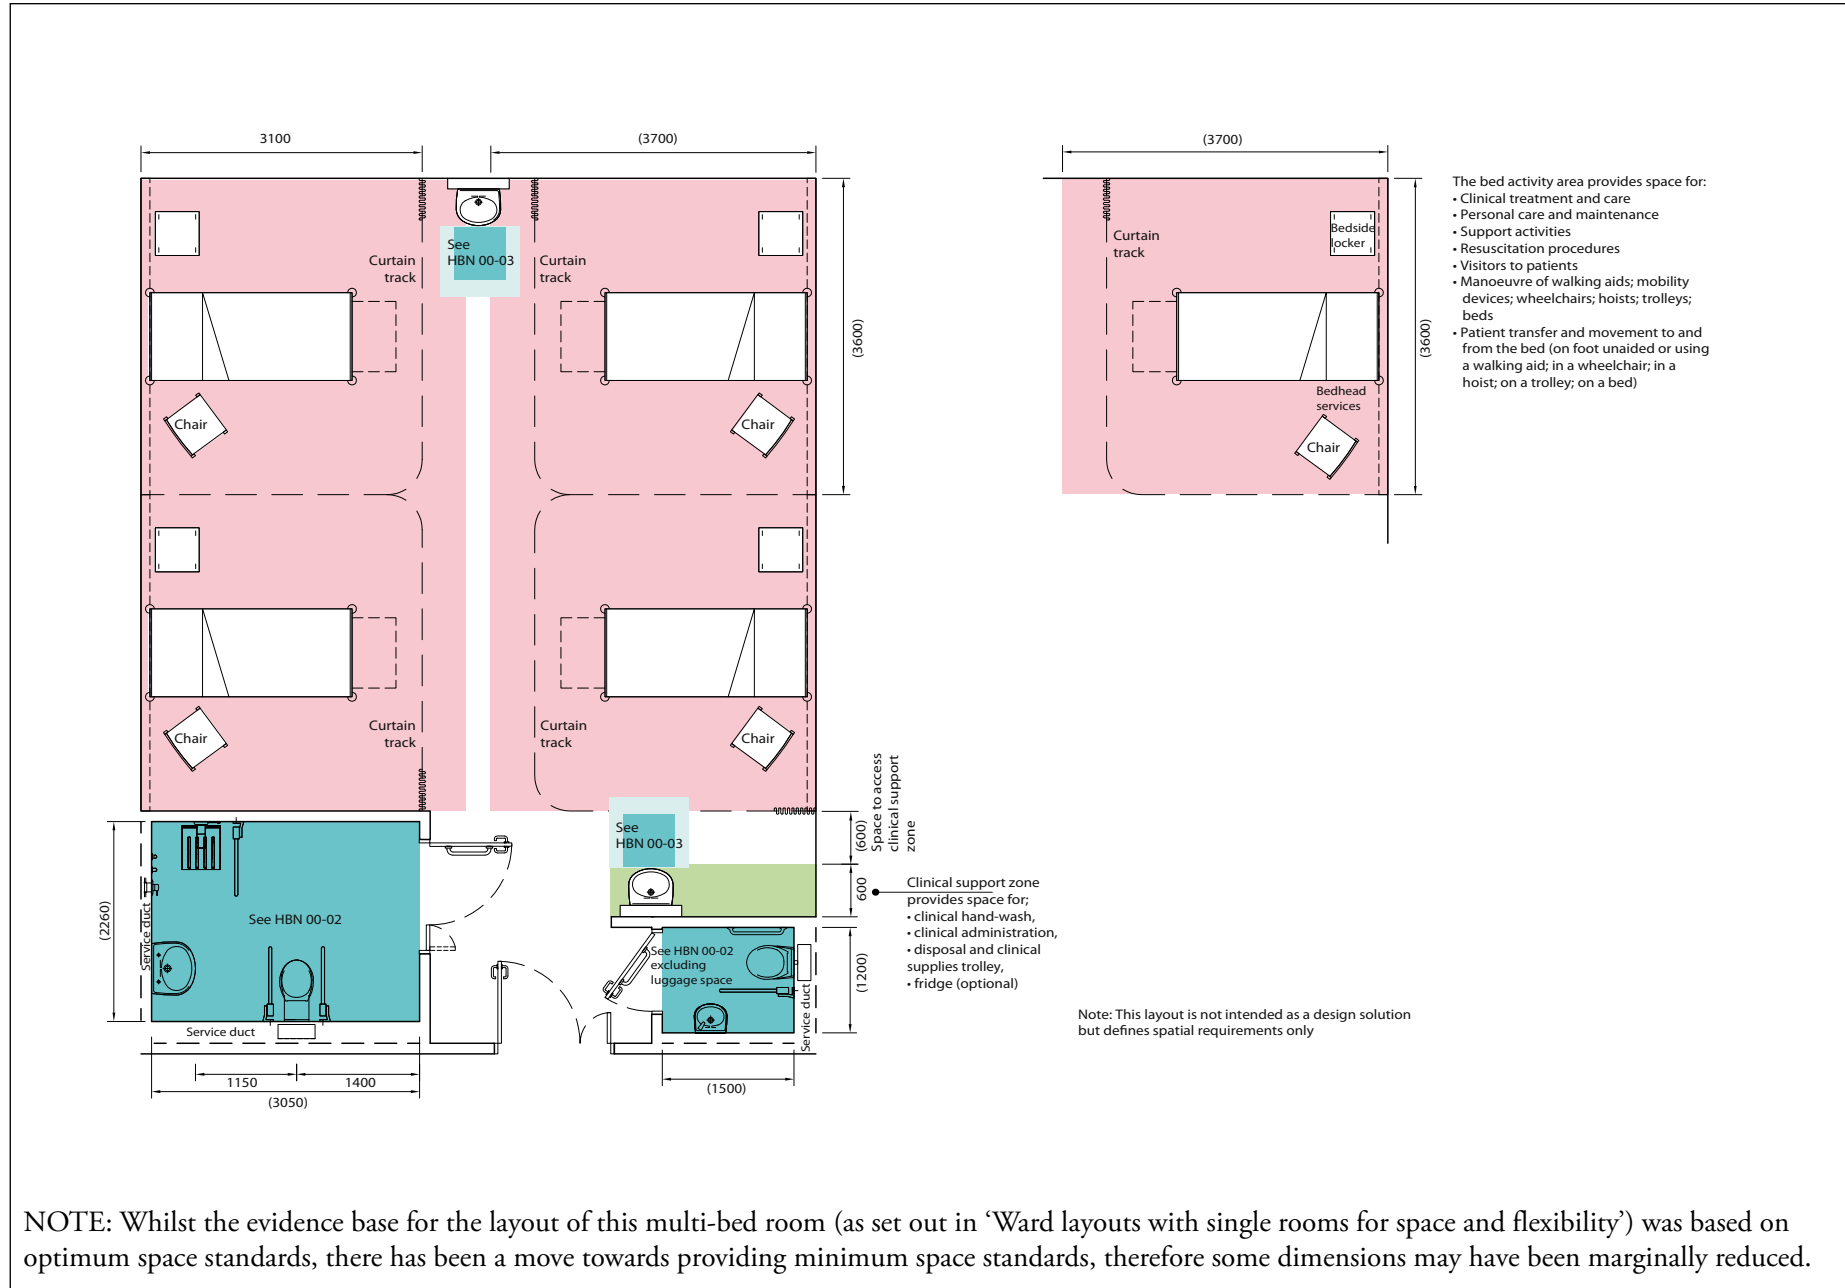 3100
(3700)
(3700)
See
HBN 00-03
Curtain
track
Curtain
track
(3600)
Chair
Chair
Curtain
track
Curtain
track
Chair
Chair
Curtain
track
Bedside
locker
(3600)
Bedhead
services
Chair
The bed activity area provides space for:
• Clinical treatment and care
• Personal care and maintenance
• Support activities
• Resuscitation procedures
• Visitors to patients
• Manoeuvre of walking aids; mobility
devices; wheelchairs; hoists; trolleys;
beds
• Patient transfer and movement to and
from the bed (on foot unaided or using
a walking aid; in a wheelchair; in a
hoist; on a trolley; on a bed)
See
HBN 00-03
(600)
Space to access
clinical support
zone
600
Clinical support zone
provides space for;
• clinical hand-wash,
• clinical administration,
• disposal and clinical
supplies trolley,
• fridge (optional)
(2260)
Service duct
See HBN 00-02
Service duct
See HBN 00-02
excluding
luggage space
(1200)
Service duct
1150
1400
(3050)
(1500)
Note: This layout is not intended as a design solution
but defines spatial requirements only
NOTE: Whilst the evidence base for the layout of this multi-bed room (as set out in ‘Ward layouts with single rooms for space and flexibility’) was based on
optimum space standards, there has been a move towards providing minimum space standards, therefore some dimensions may have been marginally reduced.